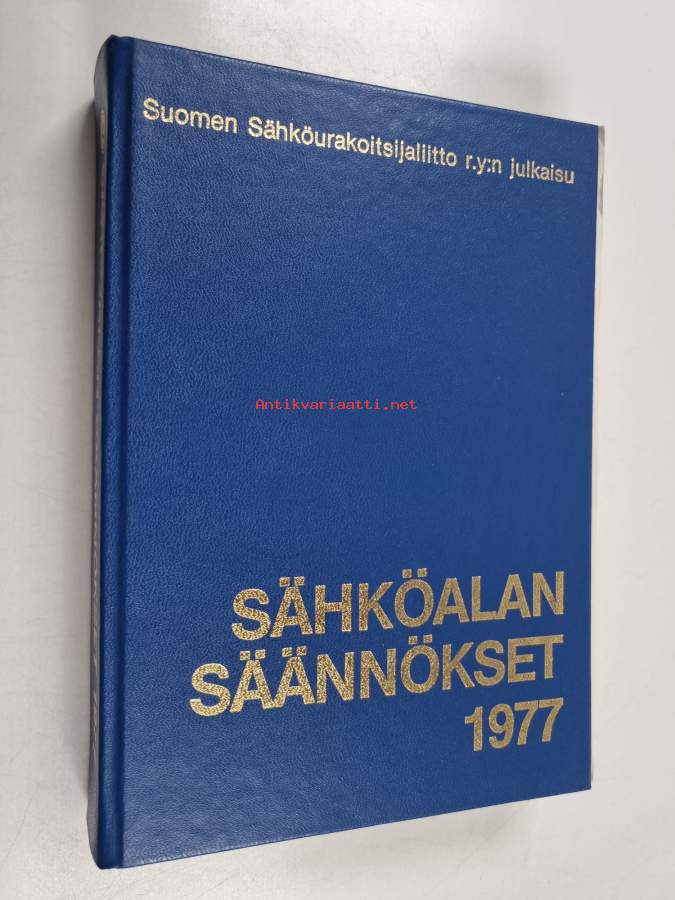 Suomen Sähköurakoitsijaliitto r.y:n julkaisu
Antikvariaatti.net
SÄHKÖALAN
SÄÄNNÖKSET
1977